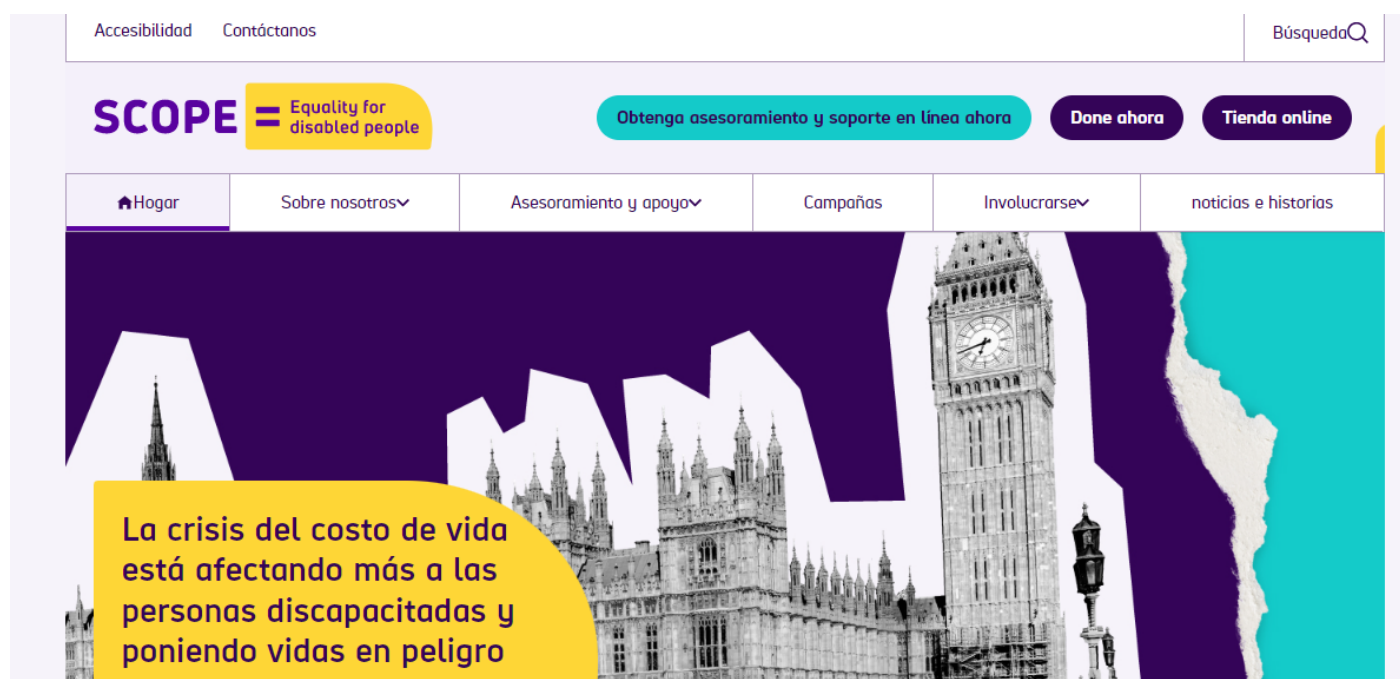 Accesibilidad Contáctanos Búsqueda
SCOPE = Equality for
disabled people
Obtenga asesoramiento y soporte en línea ahora Done ahora Tienda online
Hogar Sobre nosotros Asesoramiento y apoyo Campañas Involucrarse noticias e historias
La crisis del costo de vida
está afectando más a las
personas discapacitadas y
poniendo vidas en peligro